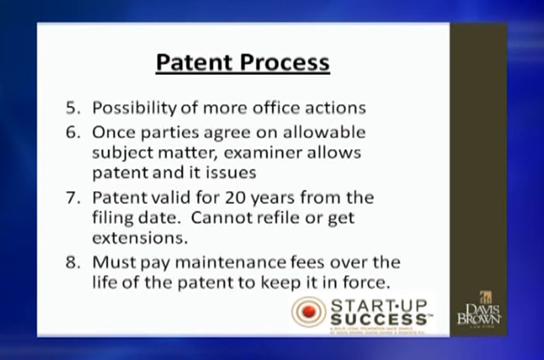 Patent Process
5. Possibility of more office actions
6. Once parties agree on allowable
subject matter, examiner allows
patent and it issues
7. Patent valid for 20 years from the
filing date. Cannot refile or get
extensions.
8. Must pay maintenance fees over the
life of the patent to keep it in force.
START-UP
SUCCESS™
DAVIS
BROWN
LAW FIRM